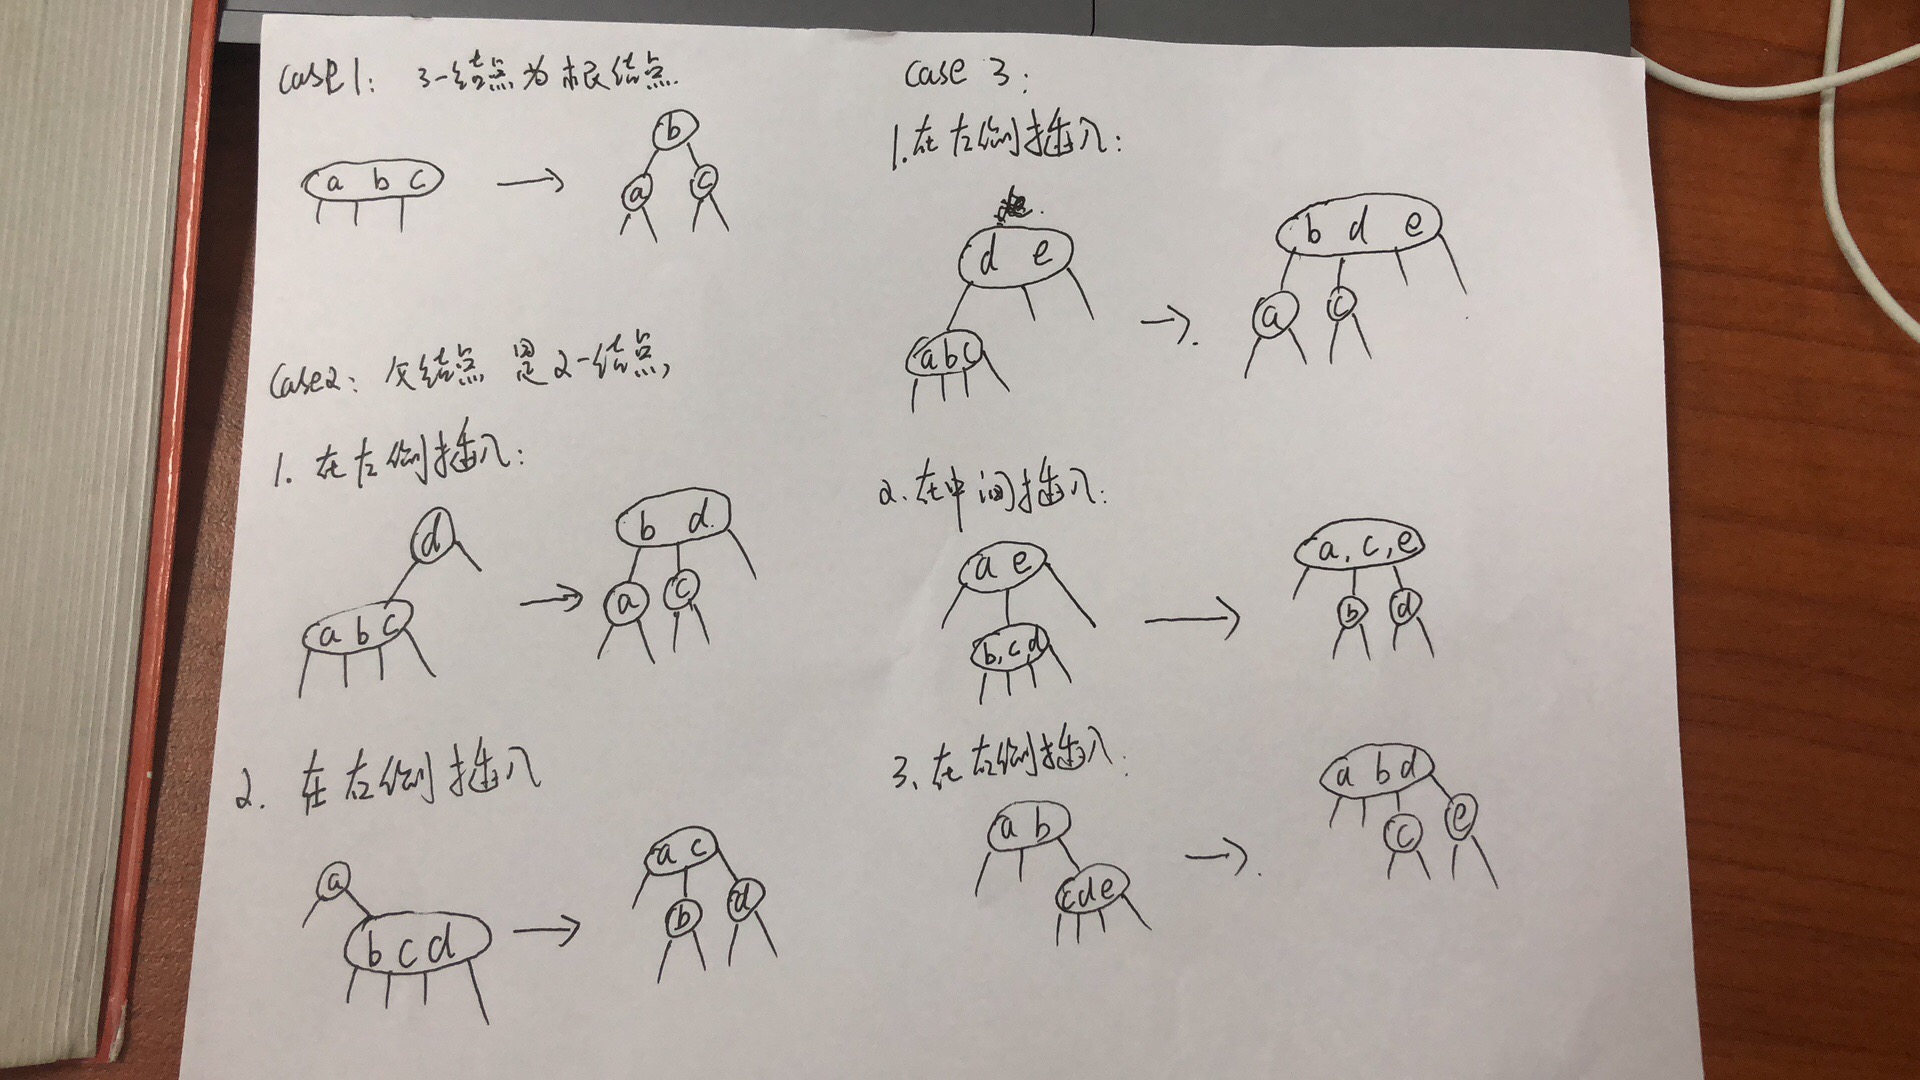 case1: 3-结点为根结点.
b
a b c
a c
case2: 父结点是2-结点,
1. 在左侧插入:
d
b d.
a b c
a c
2. 在右侧插入
a
a c
b c d
b d
case 3:
1.在左侧插入:
d e
b d e
a b c
a c
2.在中间插入:
a e
a, c, e
b, c, d
b d
3.在右侧插入:
a b
a b d
c d e
c e